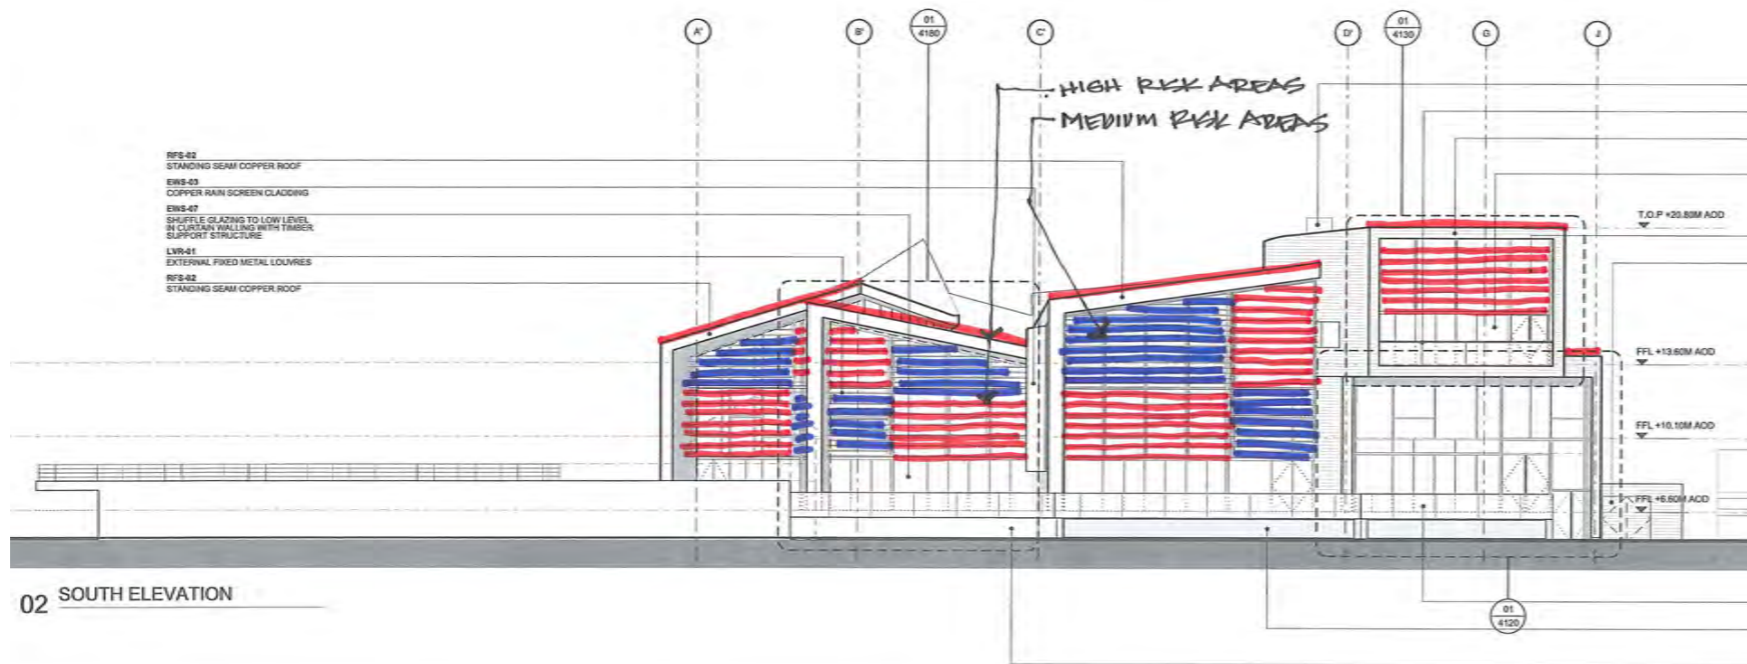 A'
B'
01
4180
C'
D'
01
4130
G
J
HIGH RISK AREAS
MEDIUM RISK AREAS
RFS-02
STANDING SEAM COPPER ROOF
EWS-03
COPPER RAIN SCREEN CLADDING
EWS-07
SHUFFLE GLAZING TO LOW LEVEL
IN CURTAIN WALLING WITH TIMBER
SUPPORT STRUCTURE
LVR-01
EXTERNAL FIXED METAL LOUVRES
RFS-02
STANDING SEAM COPPER ROOF
T.O.P +20.80M AOD
FFL +13.60M AOD
FFL +10.10M AOD
FFL +6.60M AOD
02 SOUTH ELEVATION
01
4120